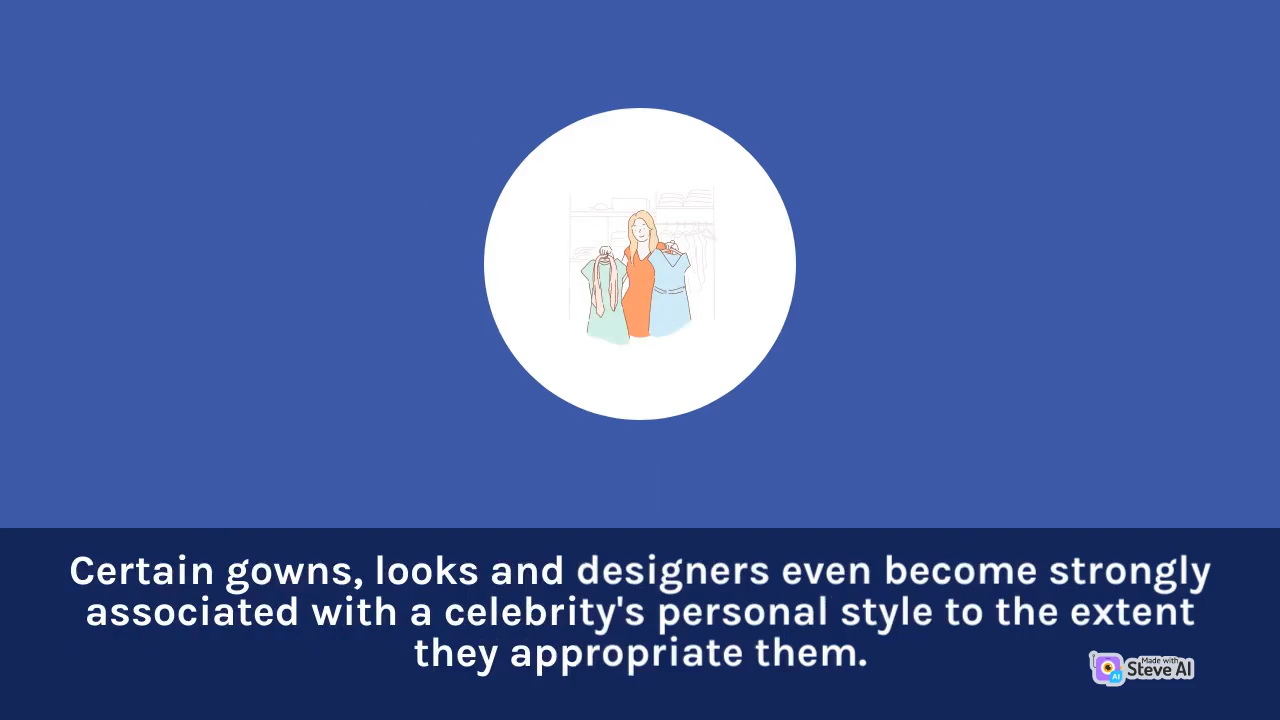 Certain gowns, looks and designers even become strongly
associated with a celebrity's personal style to the extent
they appropriate them.
Made with
Steve AI
AI